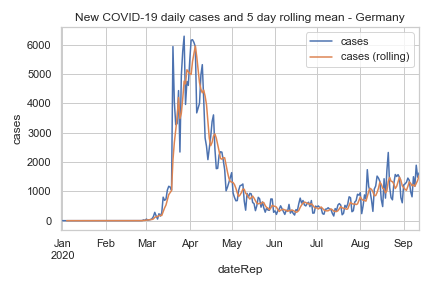 New COVID-19 daily cases and 5 day rolling mean - Germany
cases
cases (rolling)
6000
5000
4000
3000
2000
1000
0
cases
Jan Feb Mar Apr May Jun Jul Aug Sep
2020
dateRep